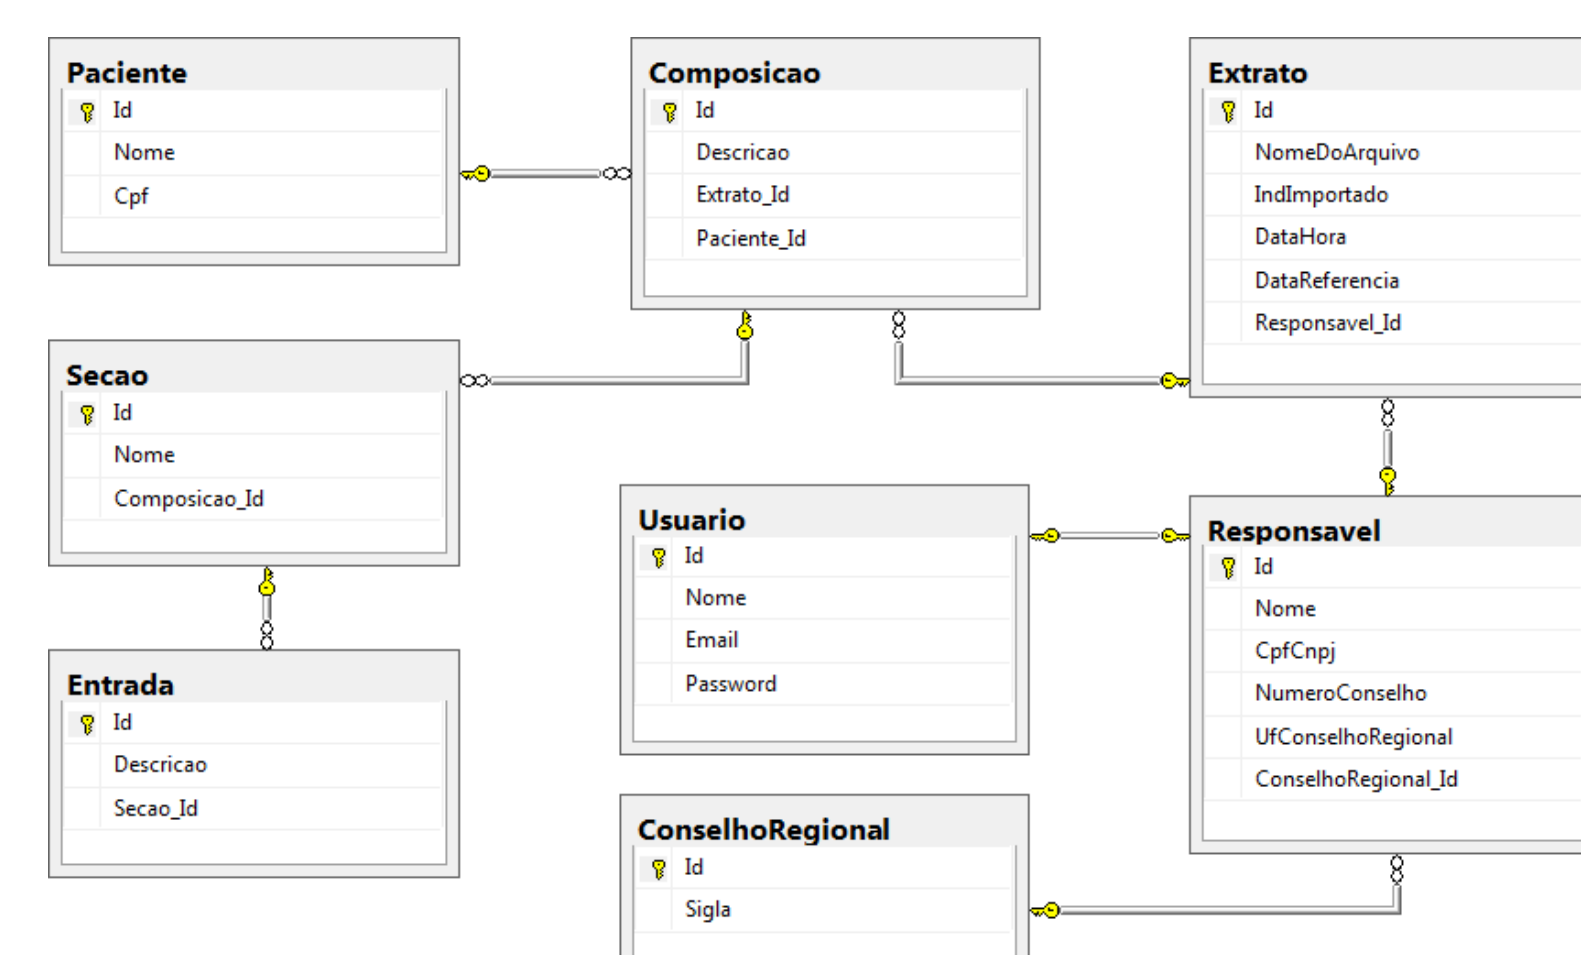 Paciente
Id
Nome
Cpf
Composicao
Id
Descricao
Extrato_Id
Paciente_Id
Extrato
Id
NomeDoArquivo
IndImportado
DataHora
DataReferencia
Responsavel_Id
Secao
Id
Nome
Composicao_Id
Usuario
Id
Nome
Email
Password
Responsavel
Id
Nome
CpfCnpj
NumeroConselho
UfConselhoRegional
ConselhoRegional_Id
Entrada
Id
Descricao
Secao_Id
ConselhoRegional
Id
Sigla